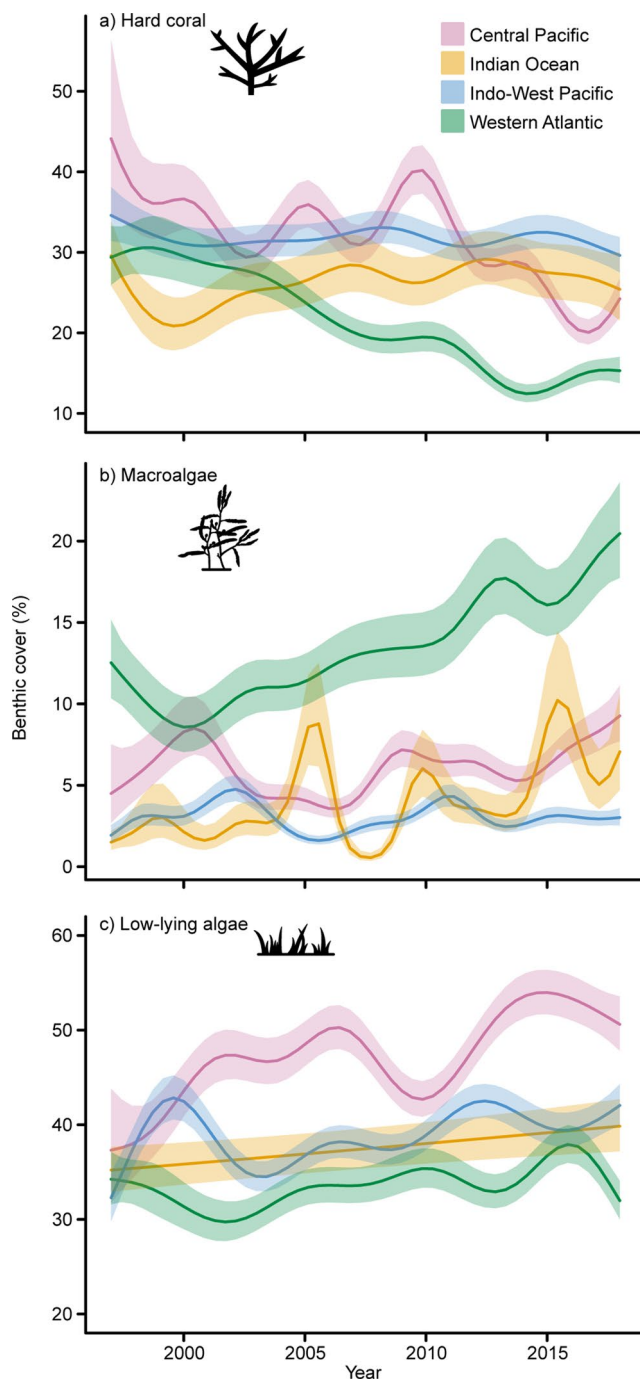 a) Hard coral
Central Pacific
Indian Ocean
Indo-West Pacific
Western Atlantic
50
40
30
20
10
b) Macroalgae
Benthic cover (%)
20
15
10
5
0
c) Low-lying algae
60
50
40
30
20
2000
2005
2010
2015
Year